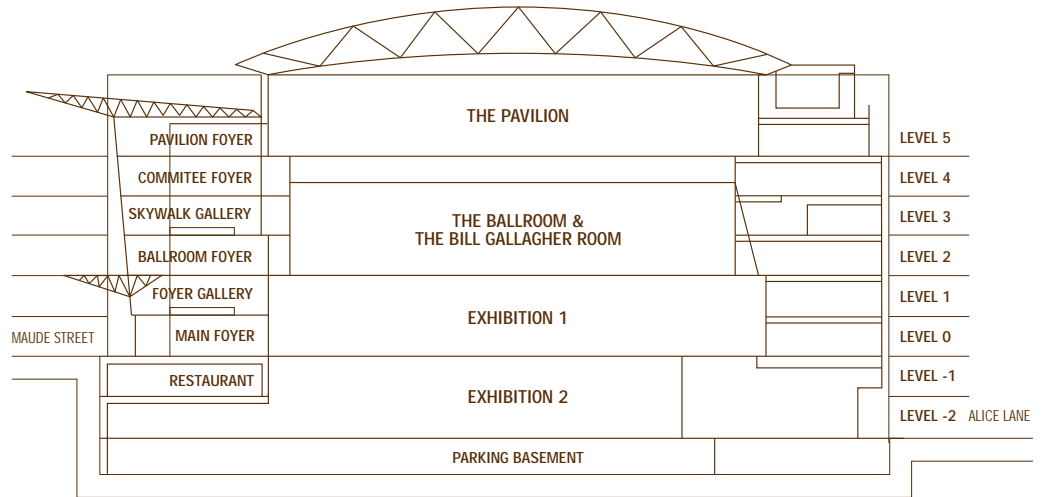 THE PAVILION
PAVILION FOYER
LEVEL 5
COMMITEE FOYER
LEVEL 4
SKYWALK GALLERY
LEVEL 3
THE BALLROOM &
THE BILL GALLAGHER ROOM
BALLROOM FOYER
LEVEL 2
FOYER GALLERY
LEVEL 1
EXHIBITION 1
MAUDE STREET
MAIN FOYER
LEVEL 0
RESTAURANT
LEVEL -1
EXHIBITION 2
LEVEL -2 ALICE LANE
PARKING BASEMENT